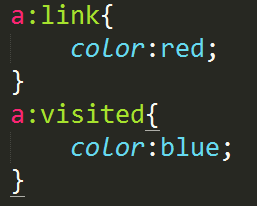 a:link{
    color:red;
}
a:visited{
    color:blue;
}